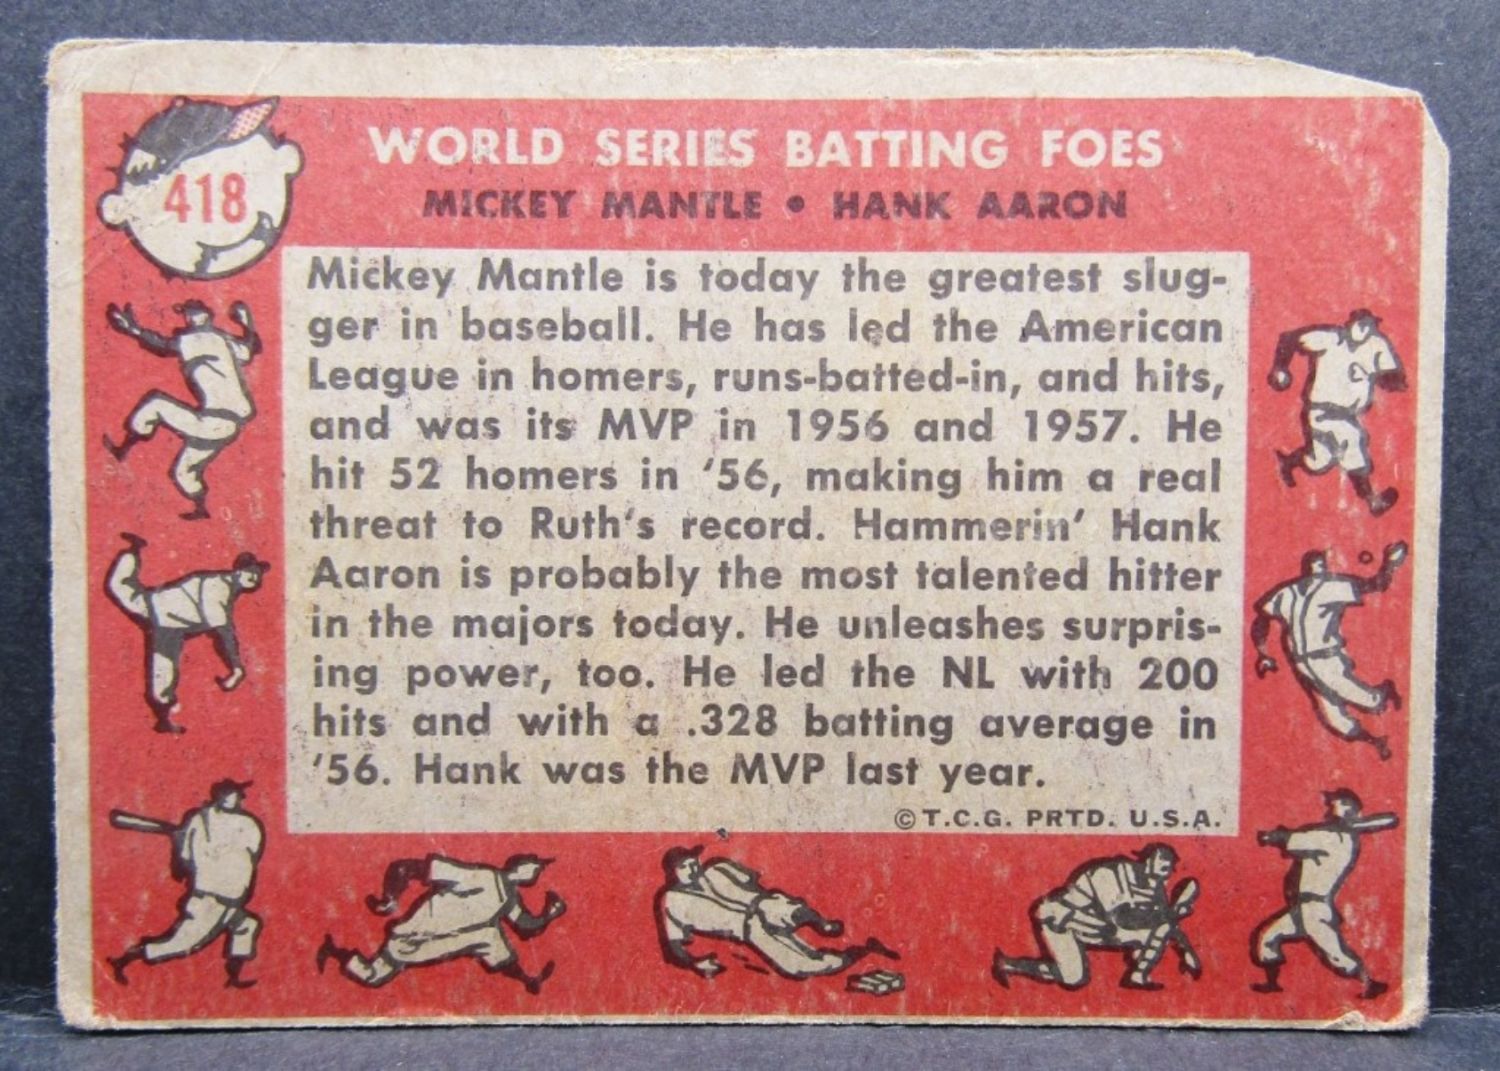 418
WORLD SERIES BATTING FOES
MICKEY MANTLE • HANK AARON
Mickey Mantle is today the greatest slug-
ger in baseball. He has led the American
League in homers, runs-batted-in, and hits,
and was its MVP in 1956 and 1957. He
hit 52 homers in '56, making him a real
threat to Ruth's record. Hammerin' Hank
Aaron is probably the most talented hitter
in the majors today. He unleashes surpris-
ing power, too. He led the NL with 200
hits and with a .328 batting average in
'56. Hank was the MVP last year.
© T.C.G. PRTD. U.S.A.